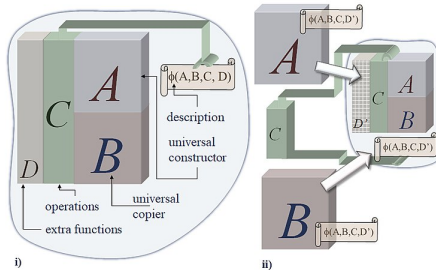 A
C
D
B
ϕ(A,B,C, D)
description
universal
constructor
universal
copier
operations
extra functions
i)
ϕ(A,B,C,D')
A
C
D'
C
A
B
ϕ(A,B,C,D')
B
ϕ(A,B,C,D')
ii)